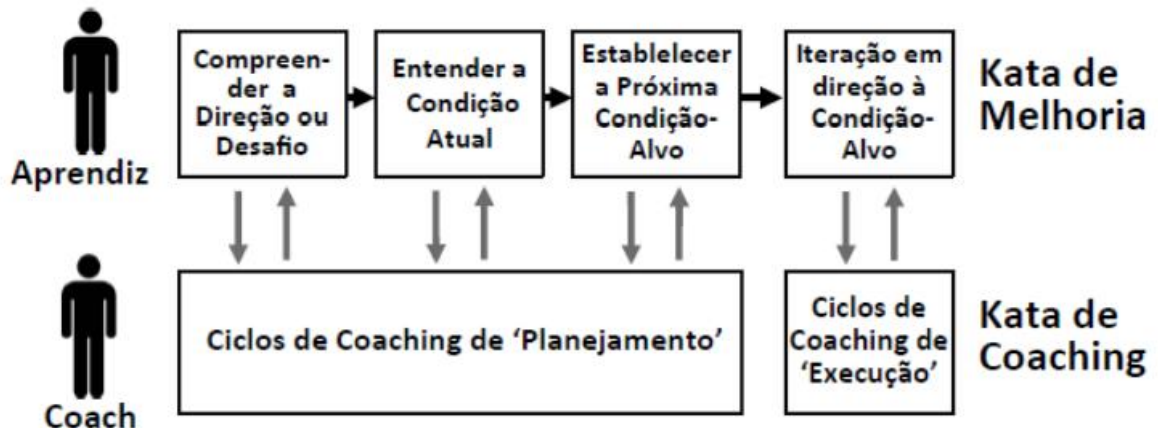 Aprendiz
Compreen-
der a
Direção ou
Desafio
Entender a
Condição
Atual
Establelecer
a Próxima
Condição-
Alvo
Iteração em
direção à
Condição-
Alvo
Kata de
Melhoria
Coach
Ciclos de Coaching de ‘Planejamento’
Ciclos de
Coaching de
‘Execução’
Kata de
Coaching